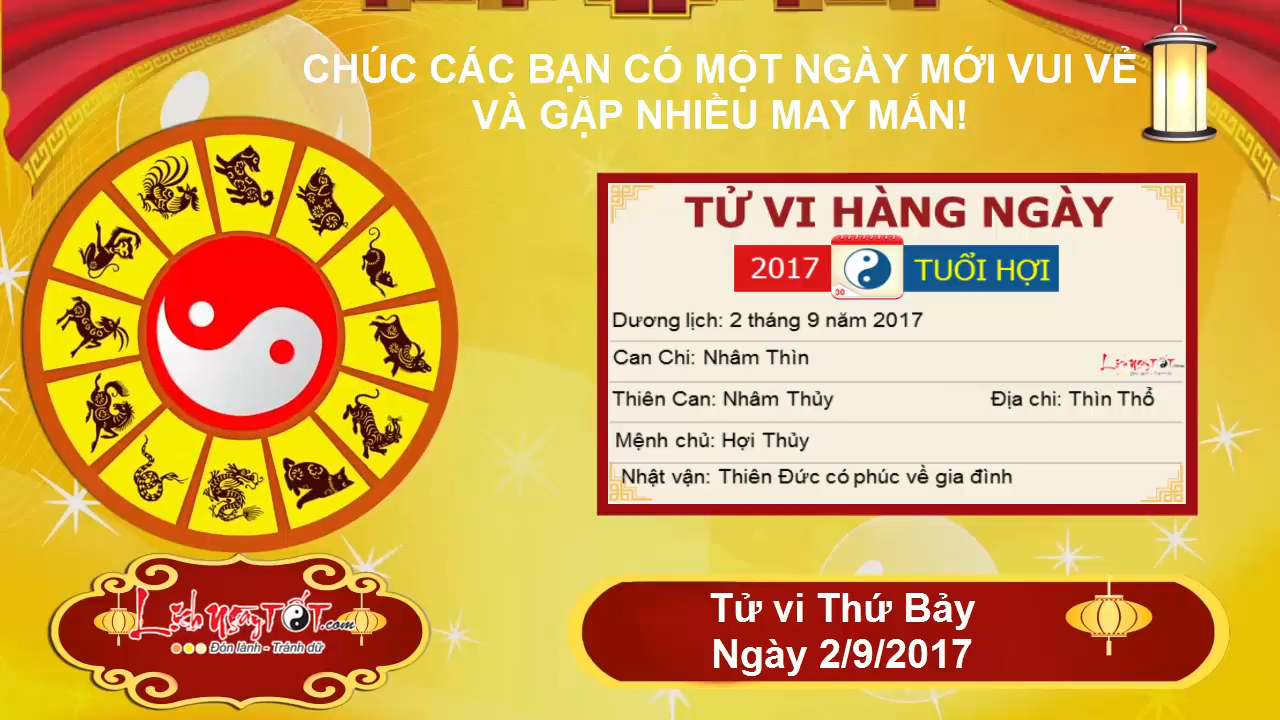 CHÚC CÁC BẠN CÓ MỘT NGÀY MỚI VUI VẺ
VÀ GẶP NHIỀU MAY MẮN!
TỬ VI HÀNG NGÀY
2017 30 TUỔI HỢI
Dương lịch: 2 tháng 9 năm 2017
Can Chi: Nhâm Thìn
LịchNgàyTỐT.com
Thiên Can: Nhâm Thủy Địa chi: Thìn Thổ
Mệnh chủ: Hợi Thủy
Nhật vận: Thiên Đức có phúc về gia đình
LịchNgàyTỐT.com
Đón lành - Tránh dữ
Tử vi Thứ Bảy
Ngày 2/9/2017